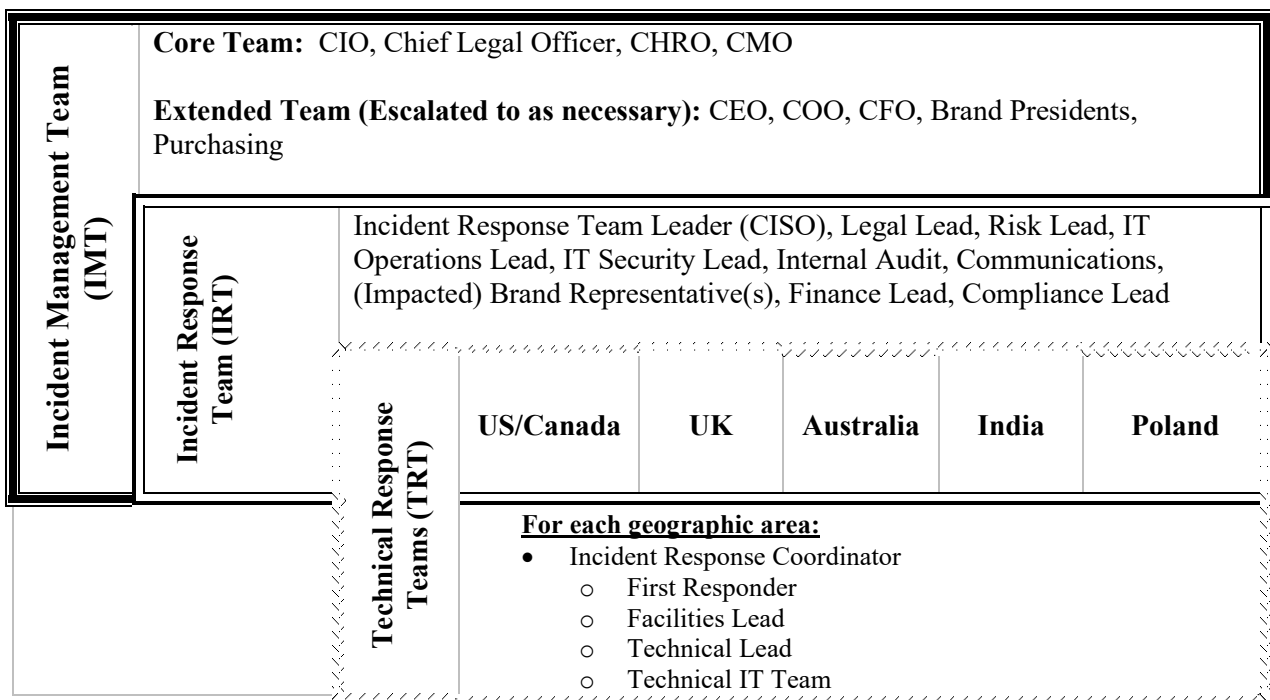 Incident Management Team
(IMT)
Core Team: CIO, Chief Legal Officer, CHRO, CMO
Extended Team (Escalated to as necessary): CEO, COO, CFO, Brand Presidents,
Purchasing
Incident Response
Team (IRT)
Incident Response Team Leader (CISO), Legal Lead, Risk Lead, IT
Operations Lead, IT Security Lead, Internal Audit, Communications,
(Impacted) Brand Representative(s), Finance Lead, Compliance Lead
Technical Response
Teams (TRT)
US/Canada
UK
Australia
India
Poland
For each geographic area:
• Incident Response Coordinator
o First Responder
o Facilities Lead
o Technical Lead
o Technical IT Team